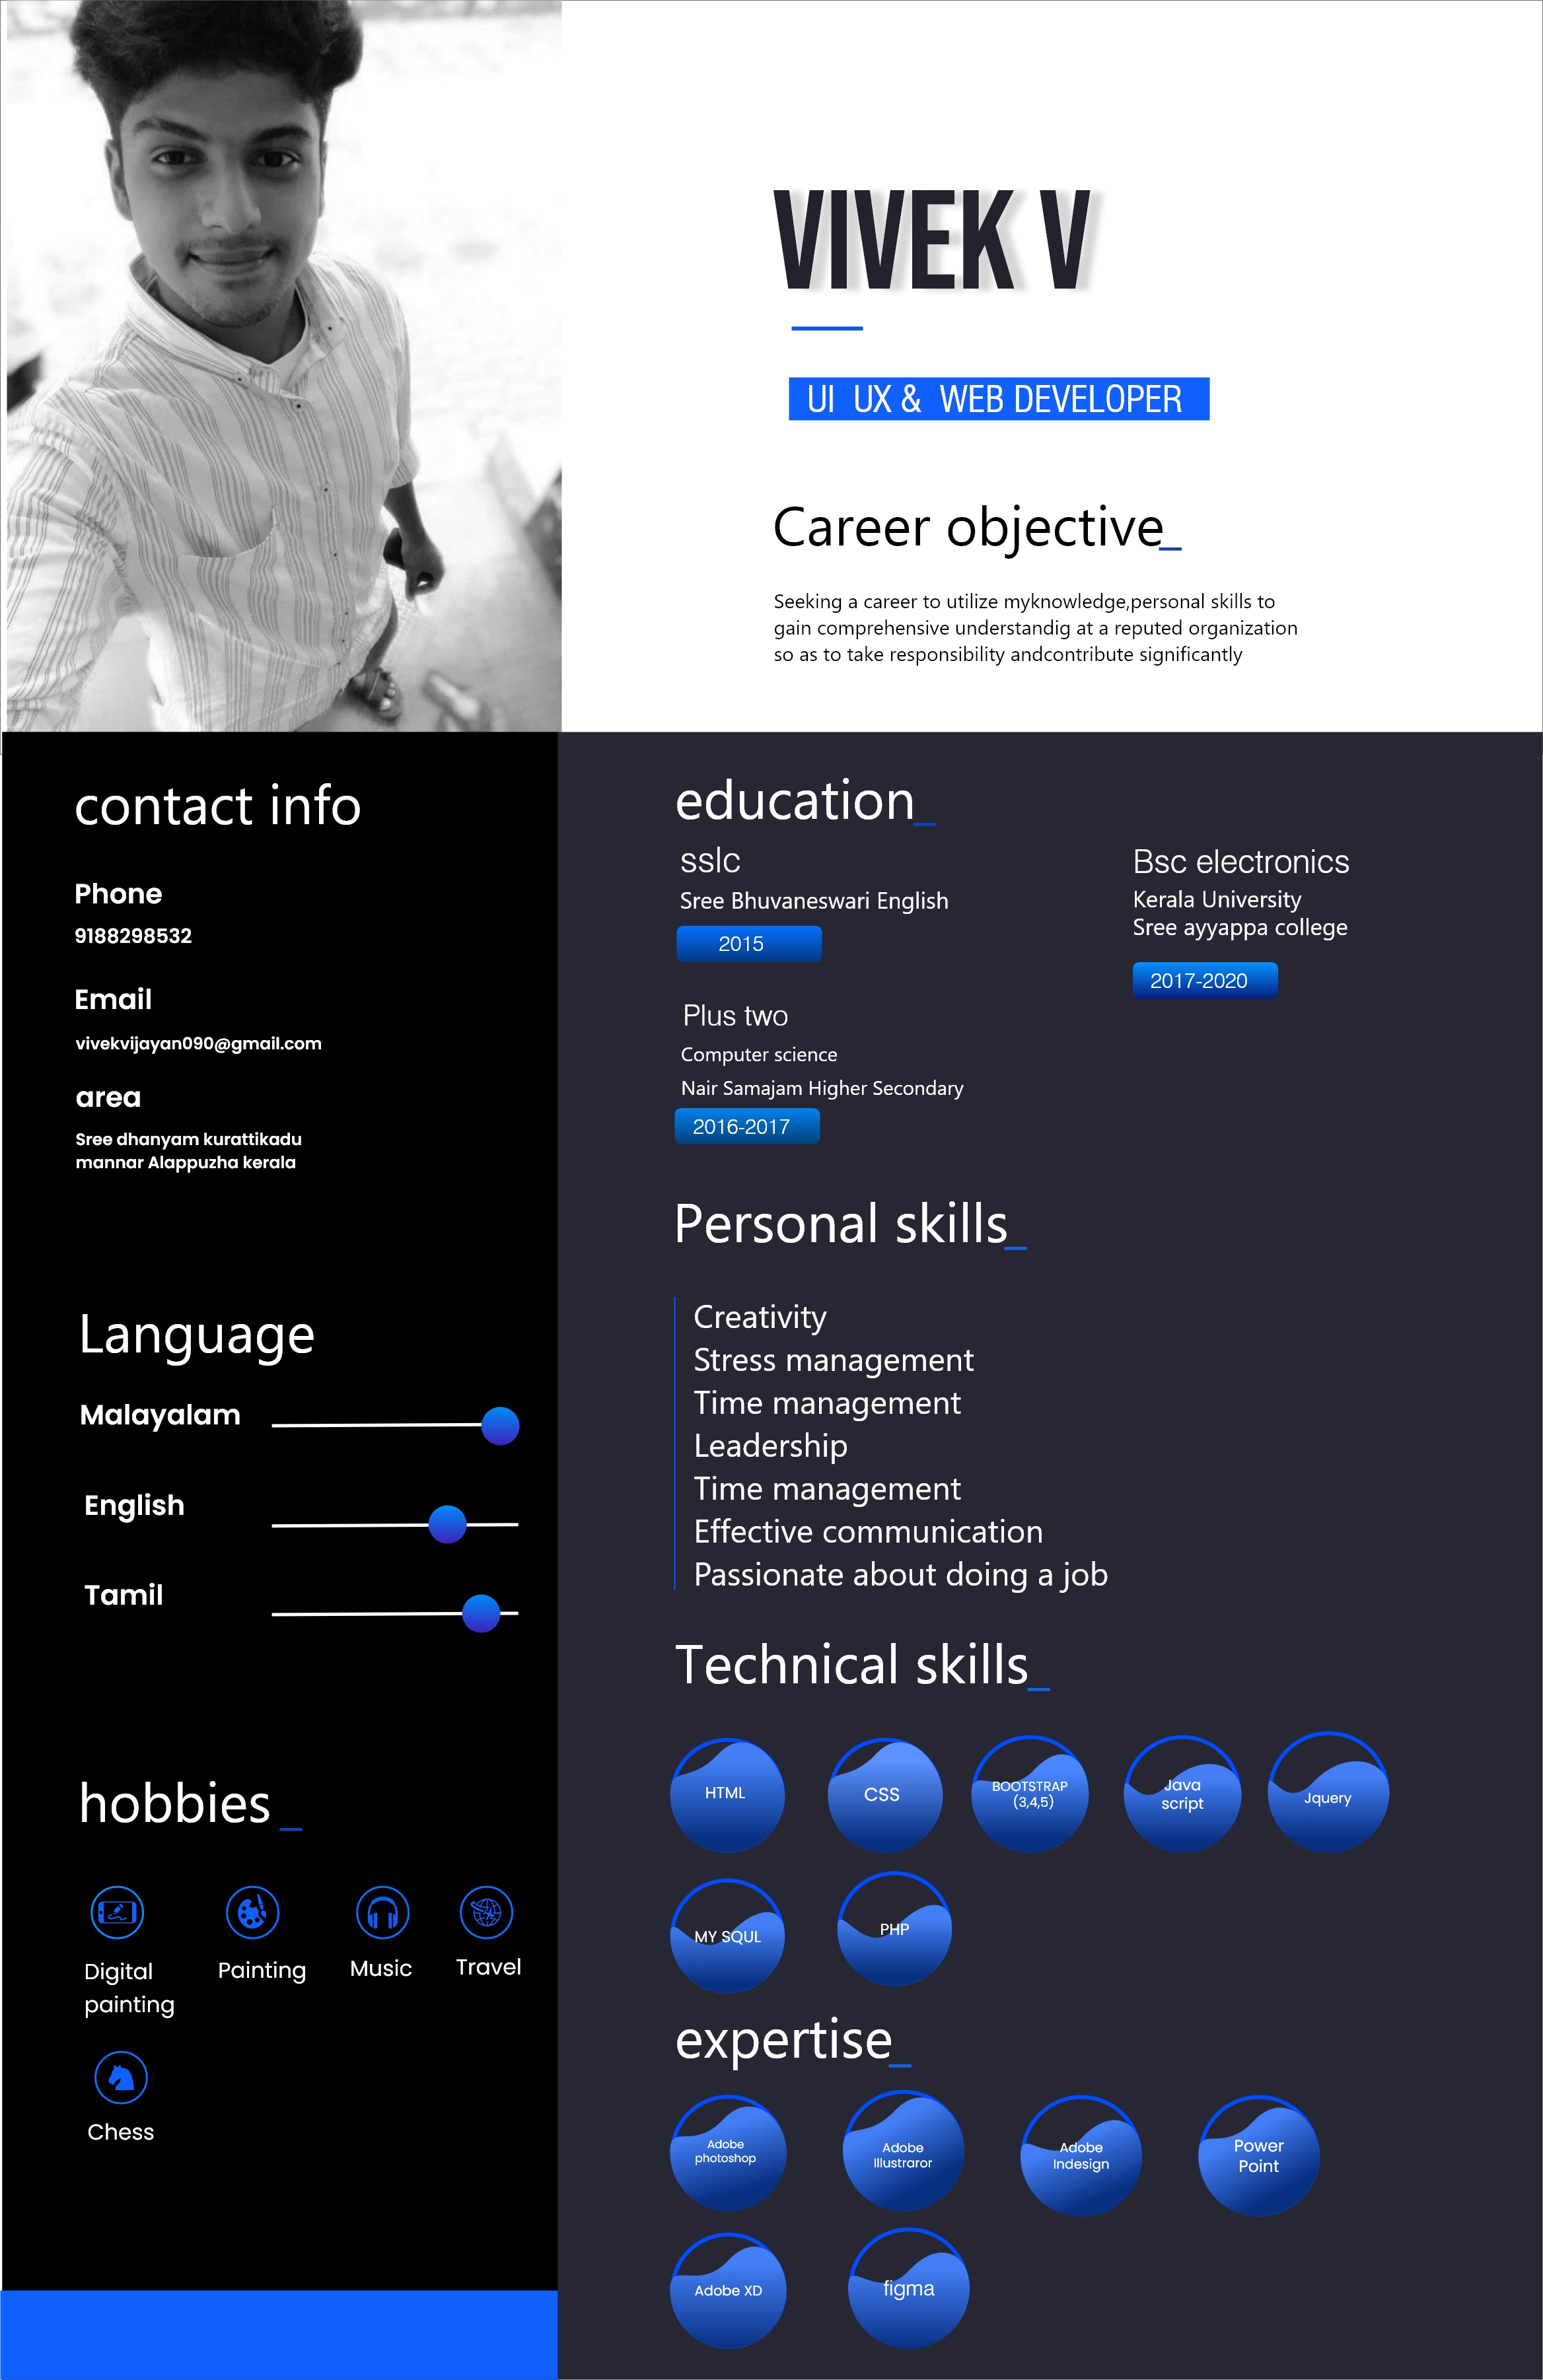 VIVEK V
UI UX & WEB DEVELOPER
Career objective_
Seeking a career to utilize myknowledge,personal skills to
gain comprehensive understandig at a reputed organization
so as to take responsibility andcontribute significantly
contact info
Phone
9188298532
Email
vivekvijayan090@gmail.com
area
Sree dhanyam kurattikadu
mannar Alappuzha kerala
Language
Malayalam
English
Tamil
hobbies _
Digital
painting
Painting
Music
Travel
Chess
education_
sslc
Sree Bhuvaneswari English
2015
Plus two
Computer science
Nair Samajam Higher Secondary
2016-2017
Bsc electronics
Kerala University
Sree ayyappa college
2017-2020
Personal skills_
Creativity
Stress management
Time management
Leadership
Time management
Effective communication
Passionate about doing a job
Technical skills_
HTML
CSS
BOOTSTRAP
(3,4,5)
Java
script
Jquery
MY SQUL
PHP
expertise_
Adobe
photoshop
Adobe
Illustraror
Adobe
Indesign
Power
Point
Adobe XD
figma